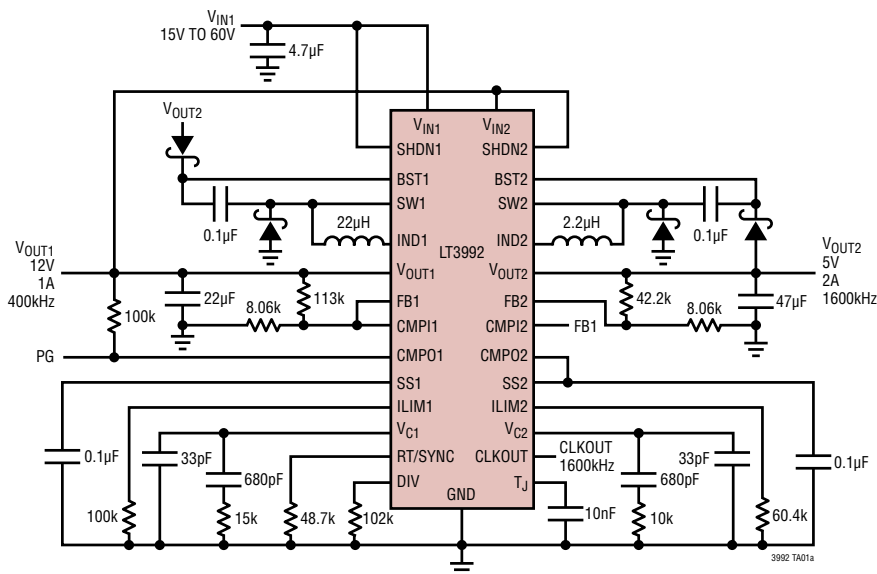 VIN1
15V TO 60V
4.7µF
VOUT2
VIN1
VIN2
SHDN1
SHDN2
BST1
BST2
SW1
SW2
0.1µF
22µH
2.2µH
0.1µF
IND1
LT3992
IND2
VOUT1
12V
1A
400kHz
VOUT1
VOUT2
VOUT2
5V
2A
1600kHz
100k
22µF
8.06k
113k
FB1
FB2
42.2k
8.06k
47µF
CMPI1
CMPI2
FB1
PG
CMPO1
CMPO2
SS1
SS2
ILIM1
ILIM2
VC1
VC2
0.1µF
33pF
680pF
RT/SYNC
CLKOUT
CLKOUT
1600kHz
680pF
33pF
0.1µF
DIV
GND
TJ
100k
15k
48.7k
102k
10nF
10k
60.4k
3992 TA01a